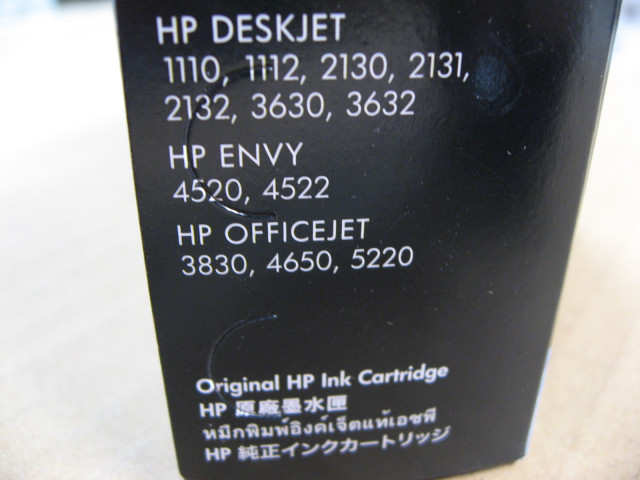 HP DESKJET
1110, 1112, 2130, 2131,
2132, 3630, 3632
HP ENVY
4520, 4522
HP OFFICEJET
3830, 4650, 5220
Original HP Ink Cartridge
HP 原廠墨水匣
หมึกพิมพ์อิงค์เจ็ตแท้เอชพี
HP 純正インクカートリッジ